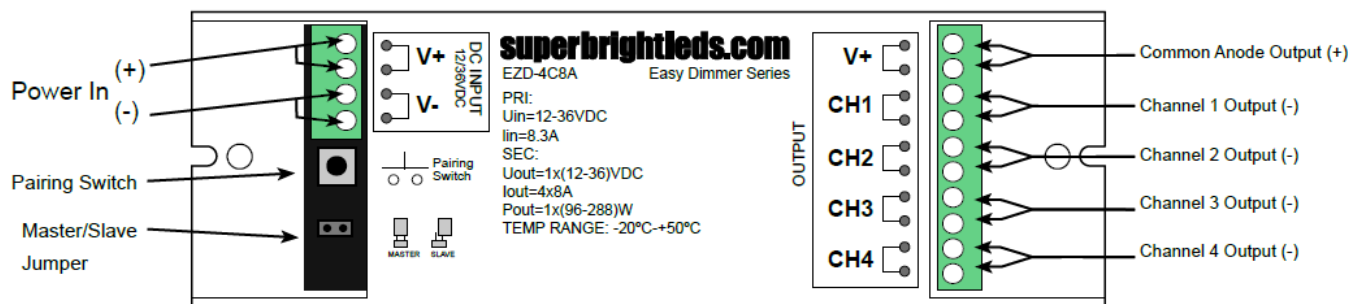 Power In
(+)
(-)
Pairing Switch
Master/Slave
Jumper
V+
V-
DC INPUT
12/36VDC
Pairing
Switch
MASTER
SLAVE
superbrightleds.com
EZD-4C8A
Easy Dimmer Series
PRI:
Uin=12-36VDC
Iin=8.3A
SEC:
Uout=1x(12-36)VDC
Iout=4x8A
Pout=1x(96-288)W
TEMP RANGE: -20ºC-+50ºC
OUTPUT
V+
CH1
CH2
CH3
CH4
Common Anode Output (+)
Channel 1 Output (-)
Channel 2 Output (-)
Channel 3 Output (-)
Channel 4 Output (-)